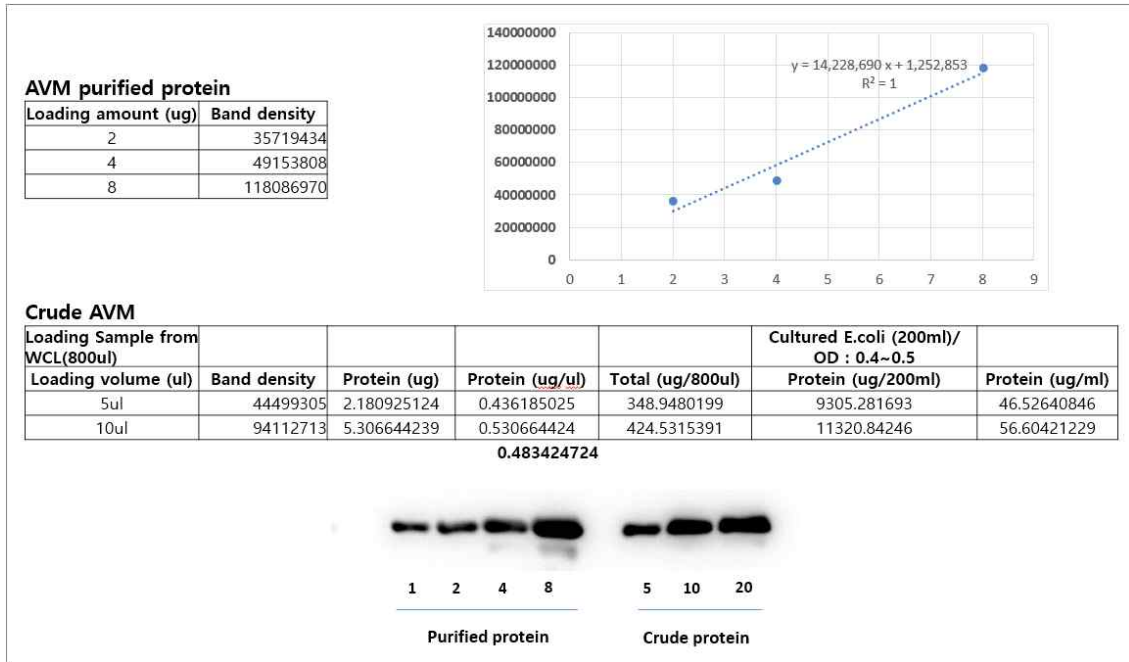 AVM purified protein
Loading amount (ug) Band density
2 35719434
4 49153808
8 118086970
140000000
120000000
100000000
80000000
60000000
40000000
20000000
0
0 1 2 3 4 5 6 7 8 9
y = 14,228,690 x + 1,252,853
R² = 1
Crude AVM
Loading Sample from
WCL(800ul)
Cultured E.coli (200ml)/
OD : 0.4~0.5
Loading volume (ul) Band density Protein (ug) Protein (ug/ul) Total (ug/800ul) Protein (ug/200ml) Protein (ug/ml)
5ul 44499305 2.180925124 0.436185025 348.9480199 9305.281693 46.52640846
10ul 94112713 5.306644239 0.530664424 424.5315391 11320.84246 56.60421229
0.483424724
1 2 4 8 5 10 20
Purified protein Crude protein